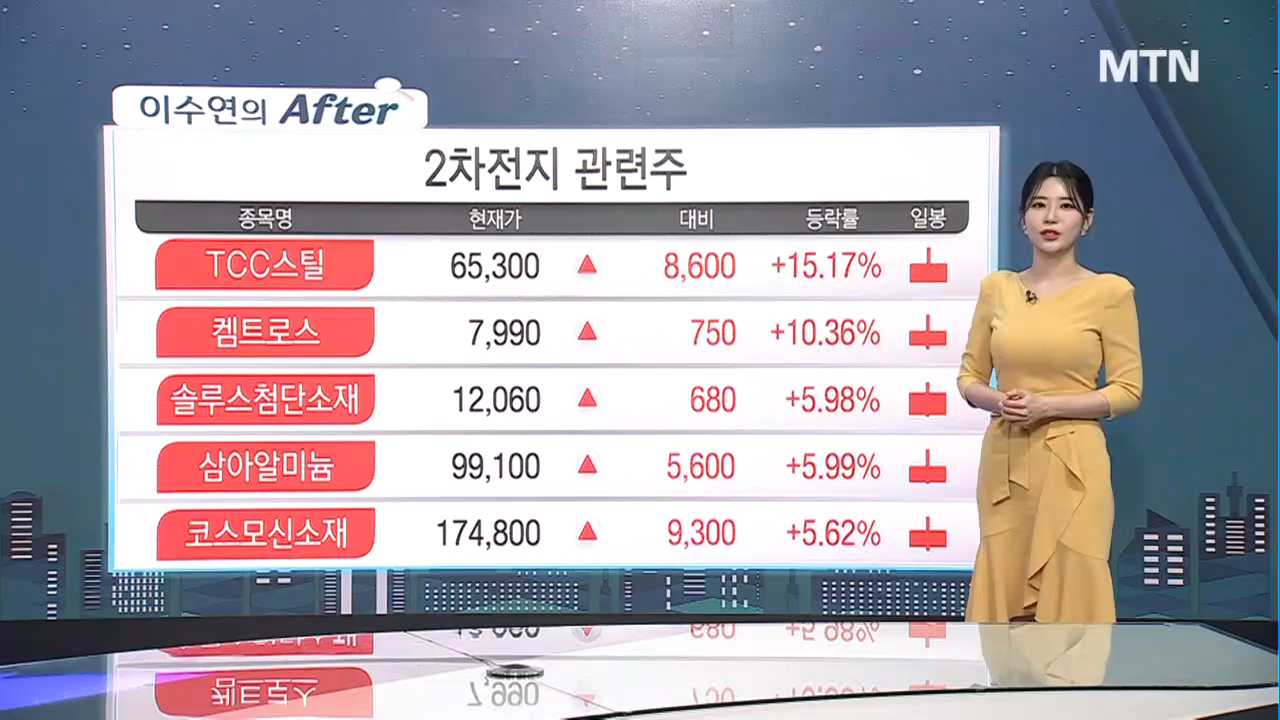 MTN
이수연의 After
2차전지 관련주
종목명 현재가 대비 등락률 일봉
TCC스틸 65,300 ▲ 8,600 +15.17%
켐트로스 7,990 ▲ 750 +10.36%
솔루스첨단소재 12,060 ▲ 680 +5.98%
삼아알미늄 99,100 ▲ 5,600 +5.99%
코스모신소재 174,800 ▲ 9,300 +5.62%